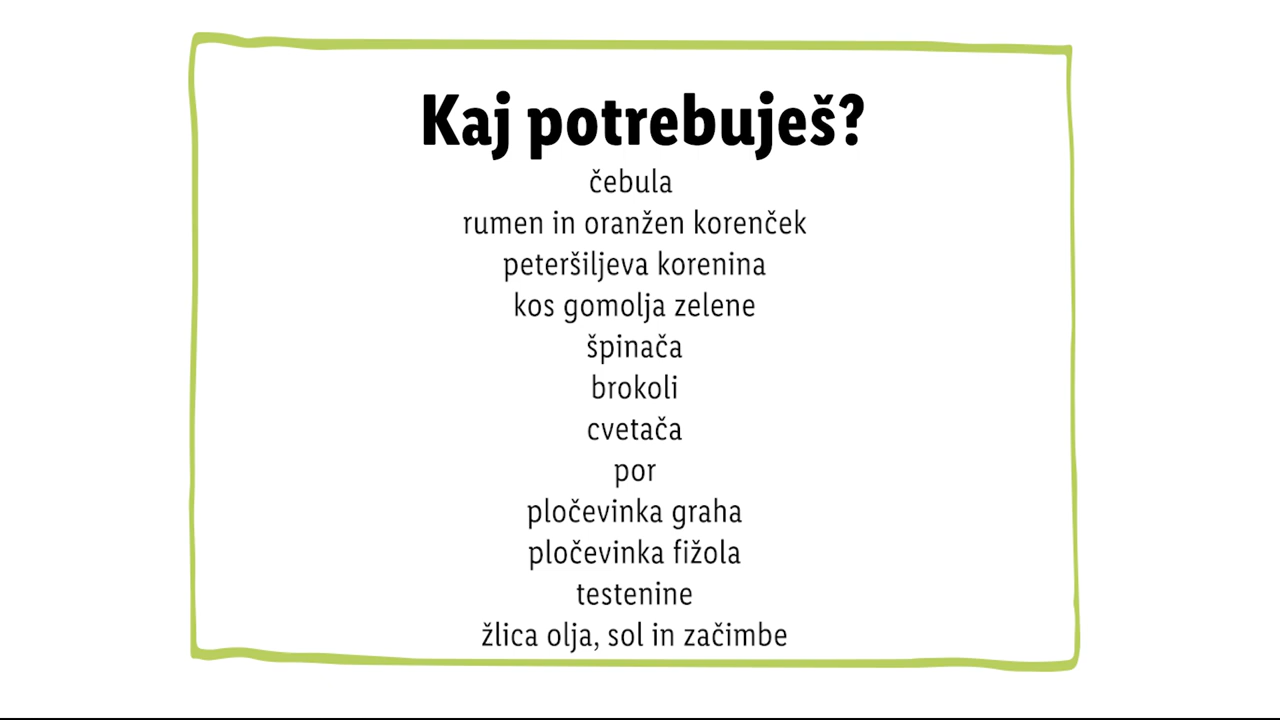 Kaj potrebuješ?
čebula
rumen in oranžen korenček
peteršiljeva korenina
kos gomolja zelene
špinača
brokoli
cvetača
por
pločevinka graha
pločevinka fižola
testenine
žlica olja, sol in začimbe